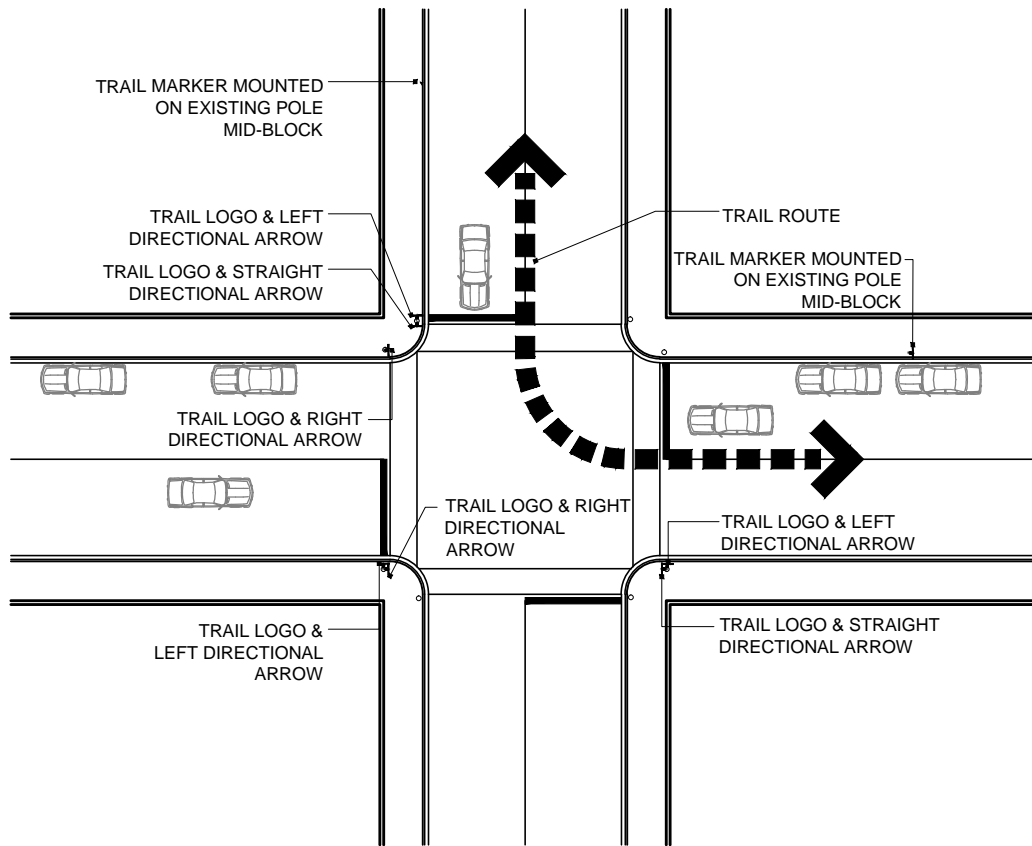 TRAIL MARKER MOUNTED
ON EXISTING POLE
MID-BLOCK
TRAIL LOGO & LEFT
DIRECTIONAL ARROW
TRAIL ROUTE
TRAIL LOGO & STRAIGHT
DIRECTIONAL ARROW
TRAIL MARKER MOUNTED
ON EXISTING POLE
MID-BLOCK
TRAIL LOGO & RIGHT
DIRECTIONAL ARROW
TRAIL LOGO & RIGHT
DIRECTIONAL
ARROW
TRAIL LOGO & LEFT
DIRECTIONAL ARROW
TRAIL LOGO &
LEFT DIRECTIONAL
ARROW
TRAIL LOGO & STRAIGHT
DIRECTIONAL ARROW